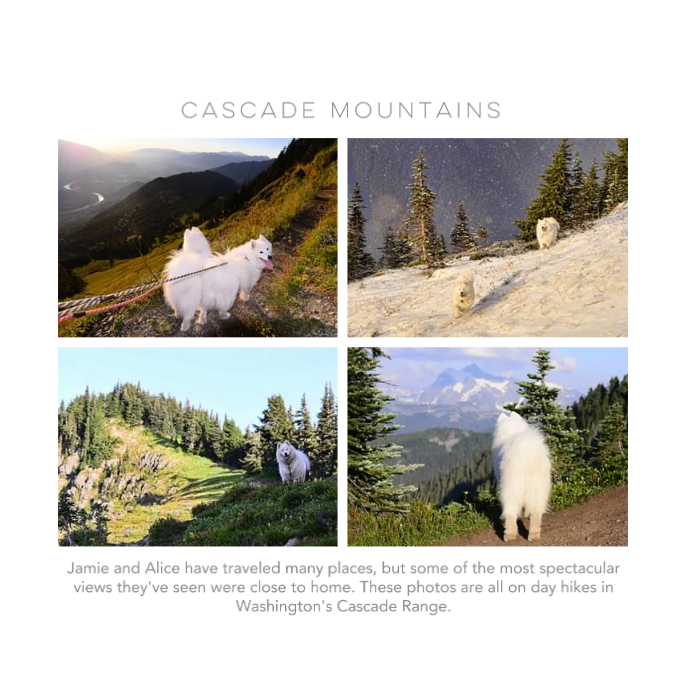 CASCADE MOUNTAINS
Jamie and Alice have traveled many places, but some of the most spectacular
views they've seen were close to home. These photos are all on day hikes in
Washington's Cascade Range.